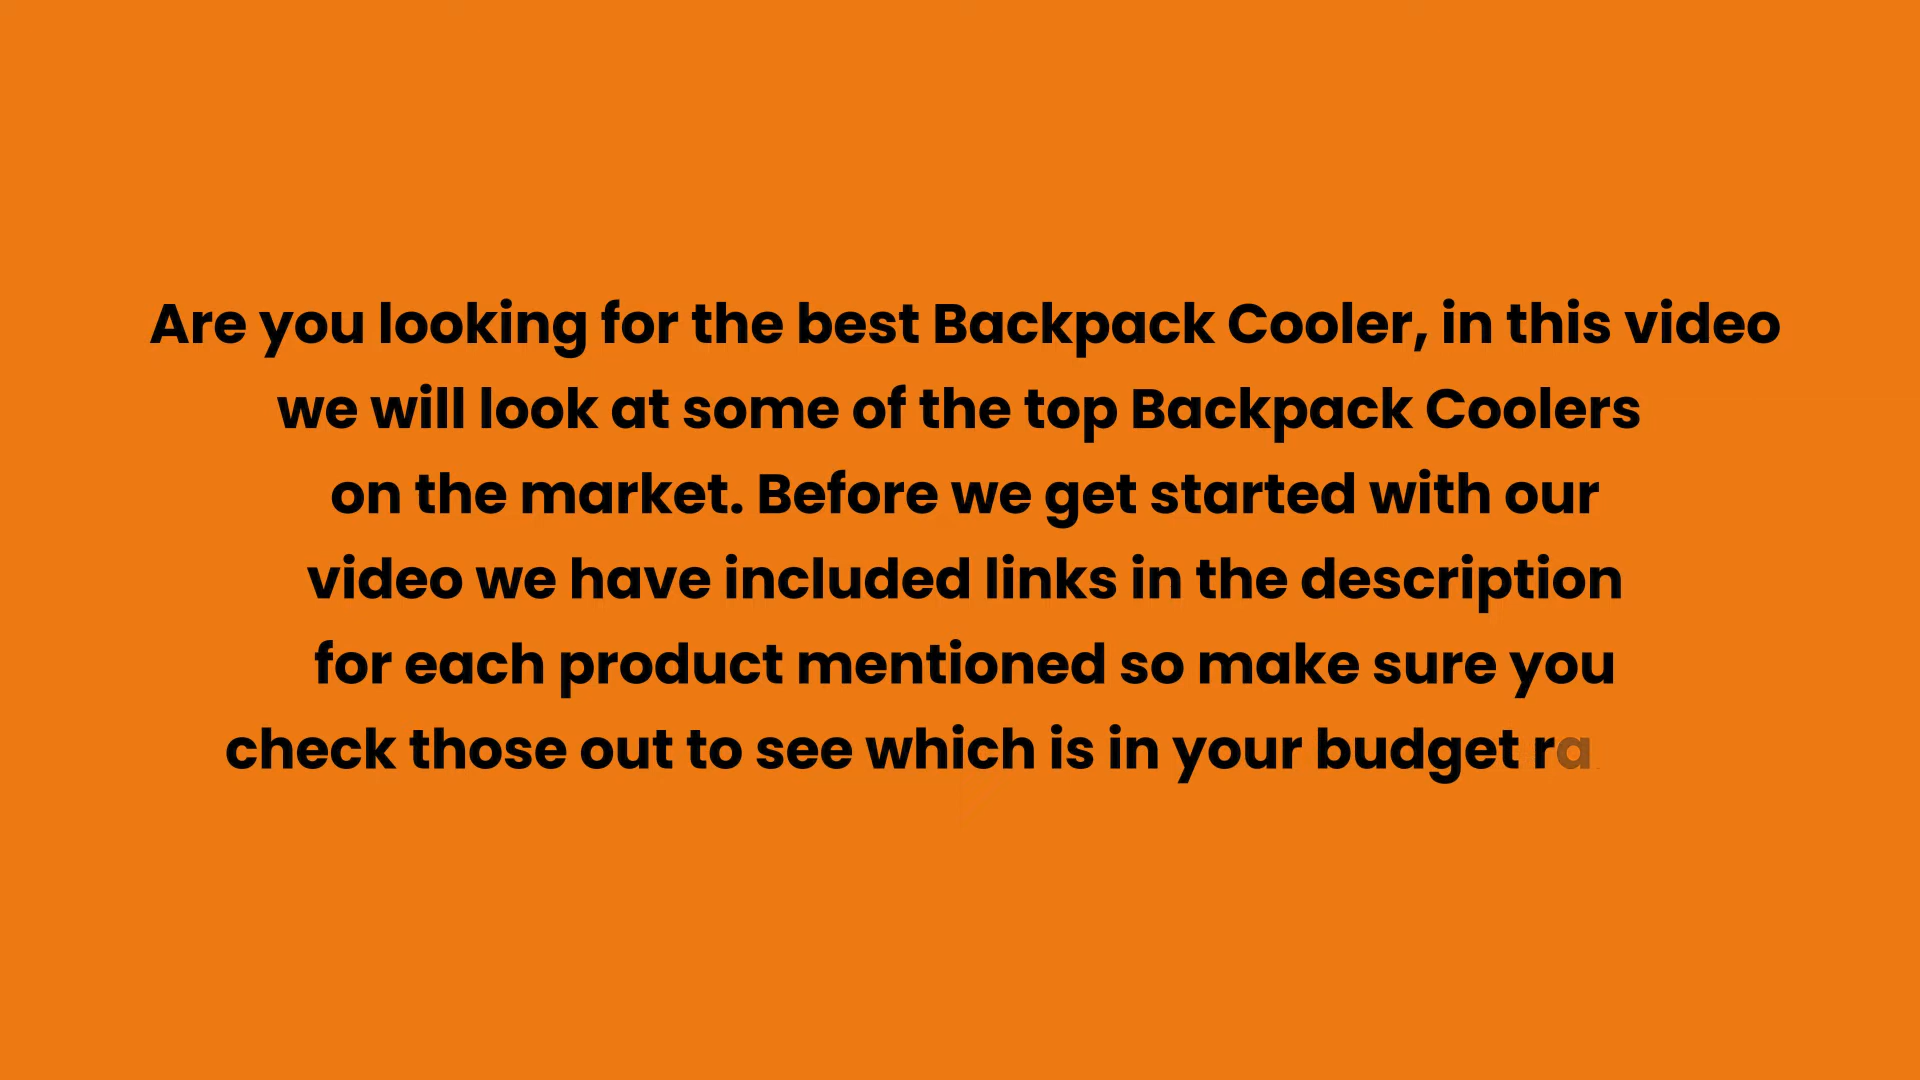 Are you looking for the best Backpack Cooler, in this video
we will look at some of the top Backpack Coolers
on the market. Before we get started with our
video we have included links in the description
for each product mentioned so make sure you
check those out to see which is in your budget ra